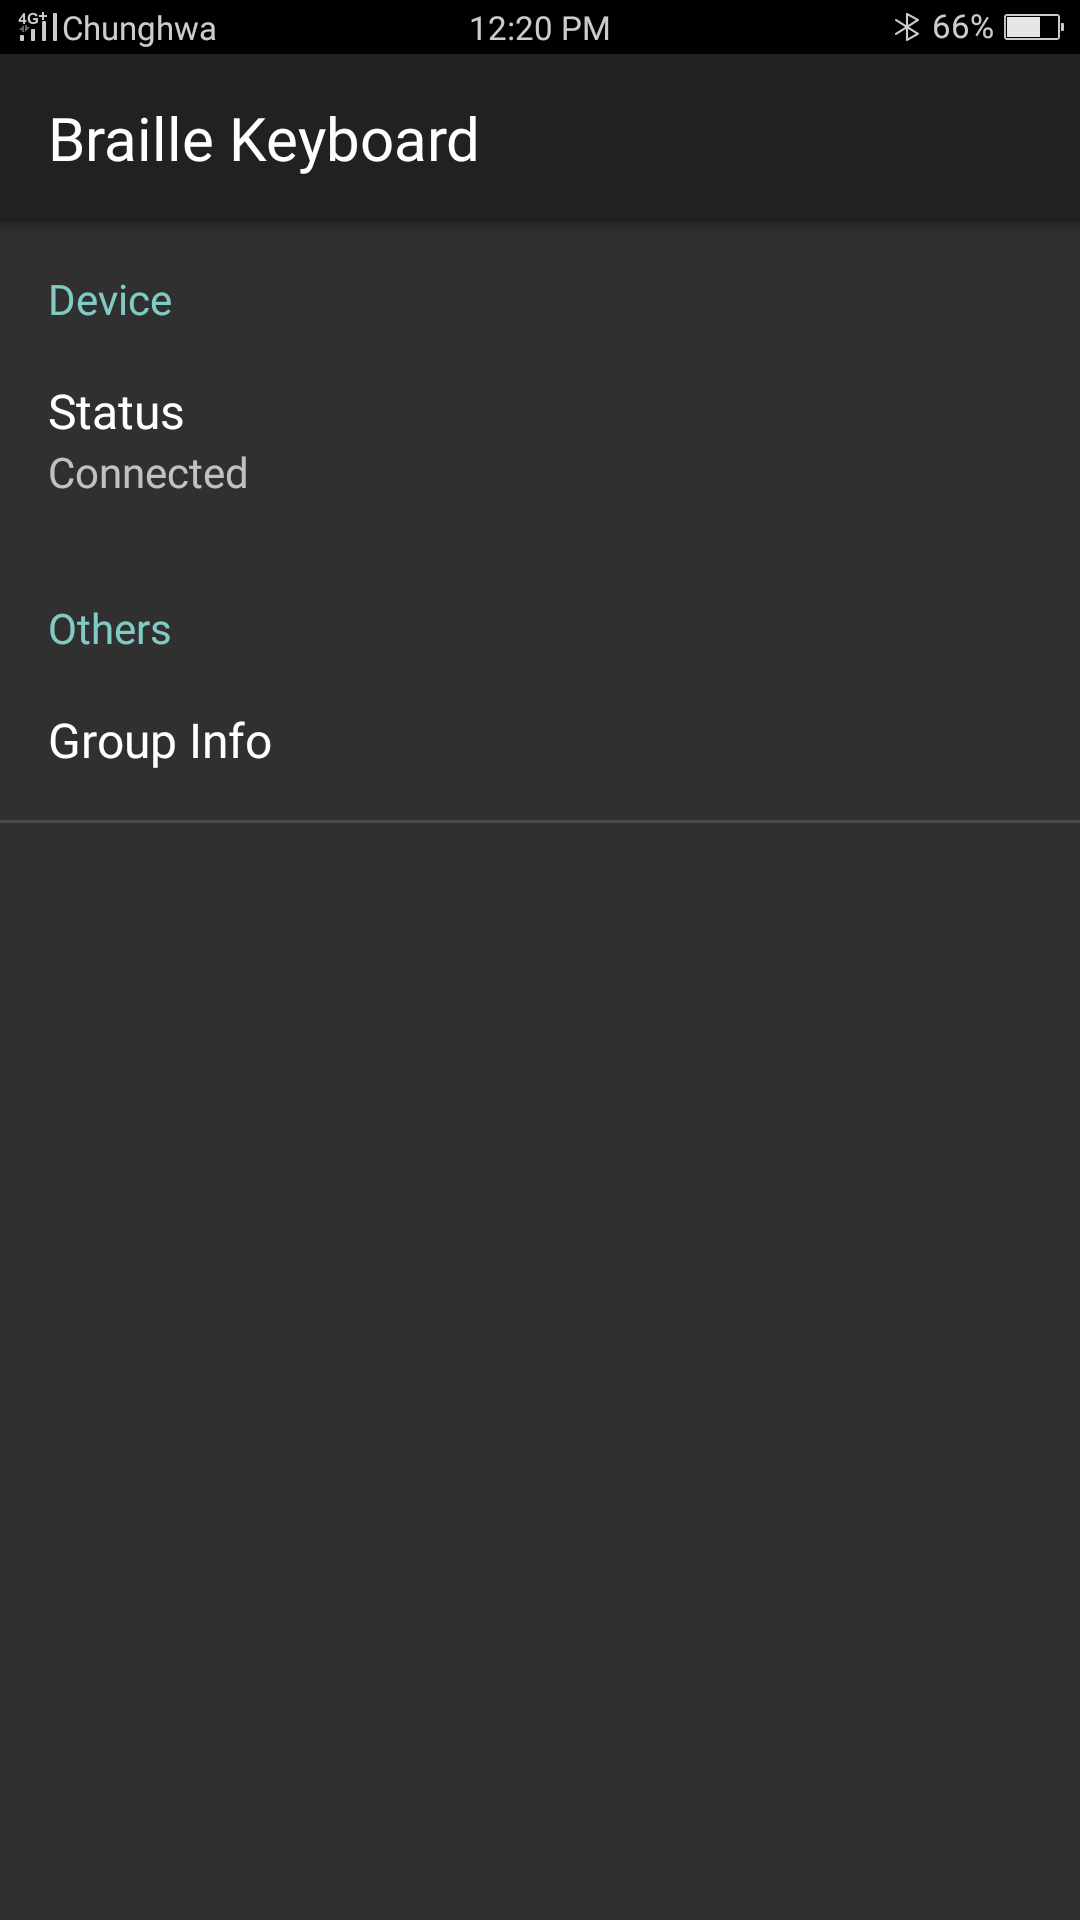 4G+ Chunghwa 12:20 PM 66%
Braille Keyboard
Device
Status
Connected
Others
Group Info